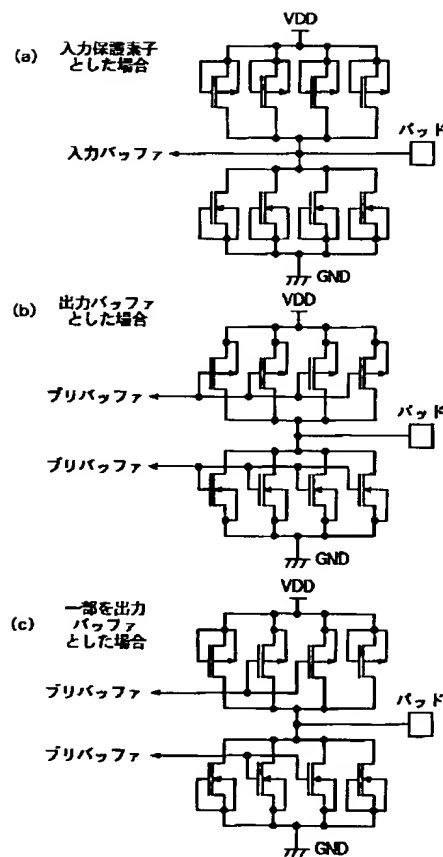 VDD
(a) 入力保護素子
とした場合
パッド
入力バッファ
GND
(b) 出力バッファ
とした場合
VDD
プリバッファ
パッド
プリバッファ
GND
VDD
(c) 一部を出力
バッファ
とした場合
プリバッファ
パッド
プリバッファ
GND